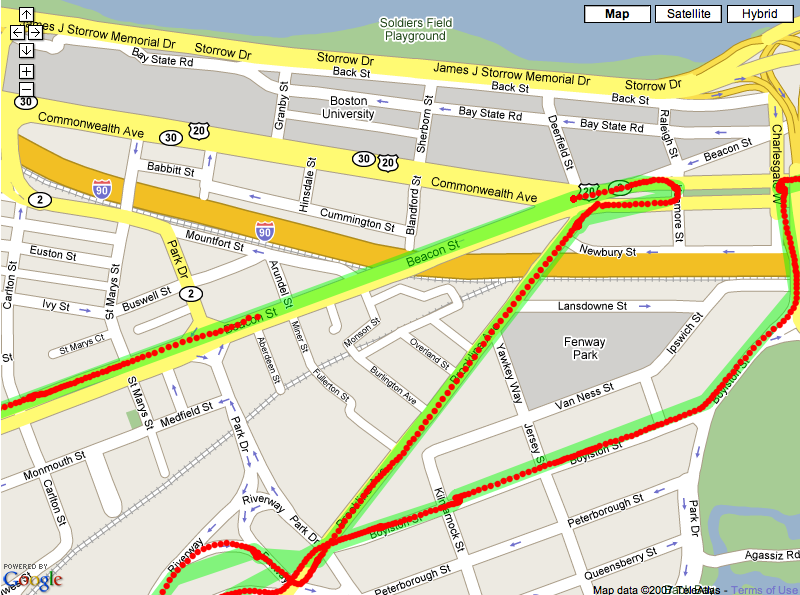 Map
Satellite
Hybrid
Soldiers Field
Playground
James J Storrow Memorial Dr
Storrow Dr
Storrow Dr
James J Storrow Memorial Dr
Storrow Dr
Bay State Rd
Back St
Back St
Back St
Granby St
Boston
University
Sherborn St
Bay State Rd
Bay State Rd
Deerfield St
Raleigh St
Beacon St
Charlesgate W
30
Commonwealth Ave
30
20
30
20
Commonwealth Ave
20
Babbitt St
Hinsdale St
Cummington St
Blandford St
90
2
90
Mountfort St
Park Dr
Beacon St
Newbury St
Euston St
Carlton St
St Marys St
Ivy St
Buswell St
2
Arundel St
Beacon St
St Marys Ct
Miner St
Monson St
Aberdeen St
Overland St
Fullerton St
Burlington Ave
Lansdowne St
Fenway
Park
Ipswich St
Yawkey Way
Van Ness St
Boylston St
St
St Marys St
Medfield St
Park Dr
Jersey St
Boylston St
Monmouth St
Carlton St
Riverway
Park Dr
Kilmarnock St
Boylston St
Peterborough St
Park Dr
Riverway
Queensberry St
Agassiz Rd
Peterborough St
POWERED BY
Google
Map data ©2007 Tele Atlas - Terms of Use